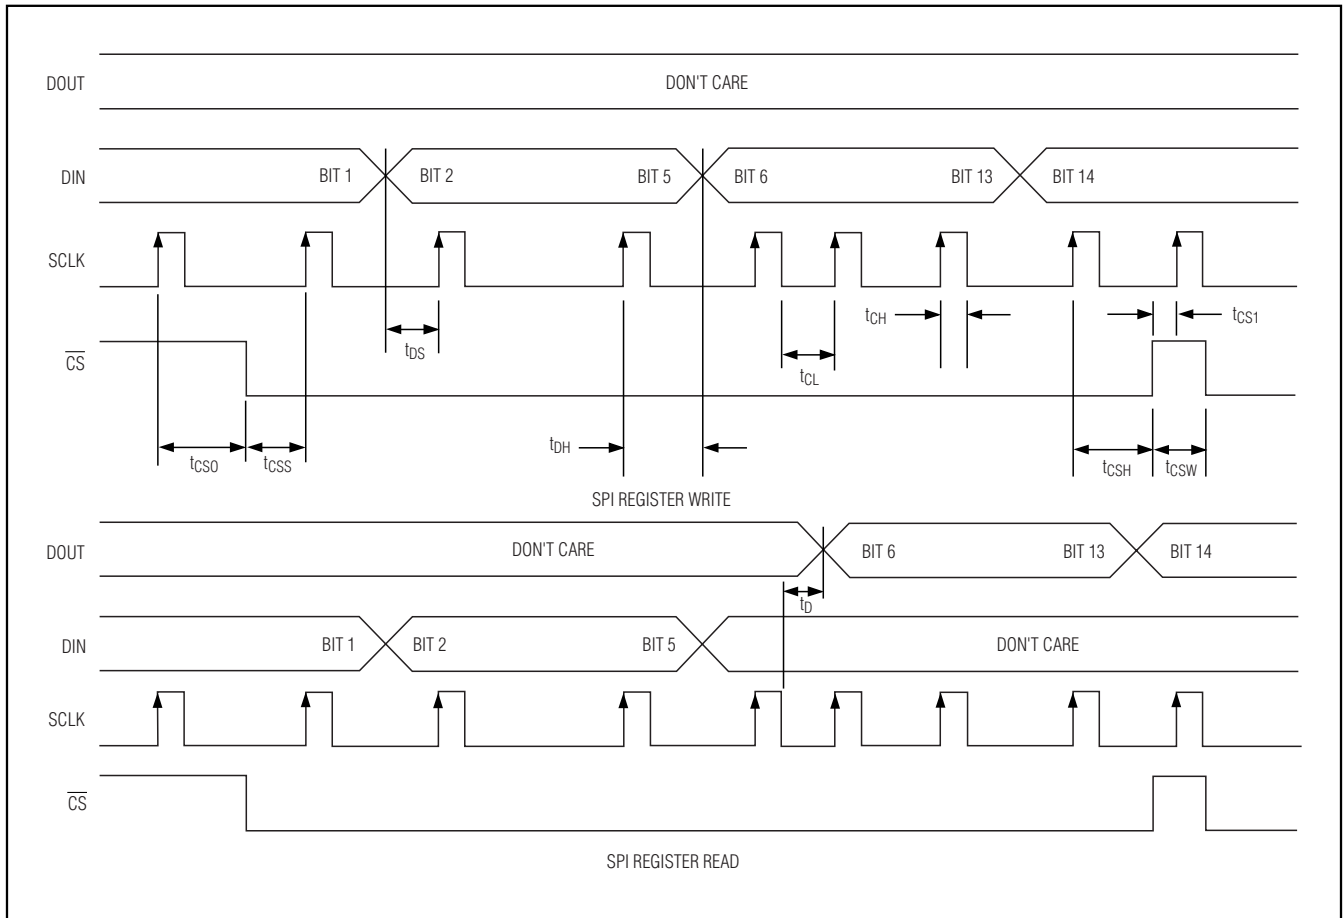 DOUT DON'T CARE
DIN BIT 1 BIT 2 BIT 5 BIT 6 BIT 13 BIT 14
SCLK
tCH tCS1
CS
tDS tCL
tDH
tCSO tCSS tCSH tCSW
SPI REGISTER WRITE
DOUT DON'T CARE BIT 6 BIT 13 BIT 14
tD
DIN BIT 1 BIT 2 BIT 5 DON'T CARE
SCLK
CS
SPI REGISTER READ